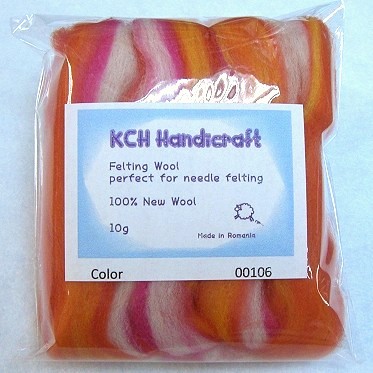 KCH Handicraft
Felting Wool
perfect for needle felting
100% New Wool
10g
Made in Romania
Color 00106